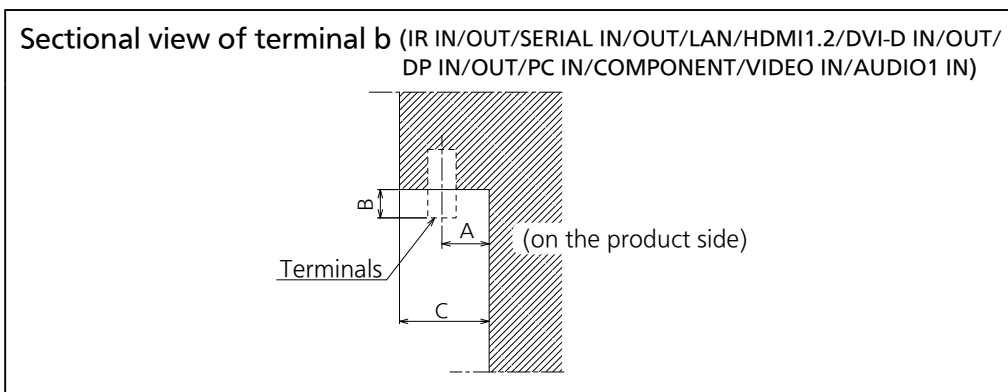 Sectional view of terminal b (IR IN/OUT/SERIAL IN/OUT/LAN/HDMI1.2/DVI-D IN/OUT/
DP IN/OUT/PC IN/COMPONENT/VIDEO IN/AUDIO1 IN)
B
A
(on the product side)
Terminals
C